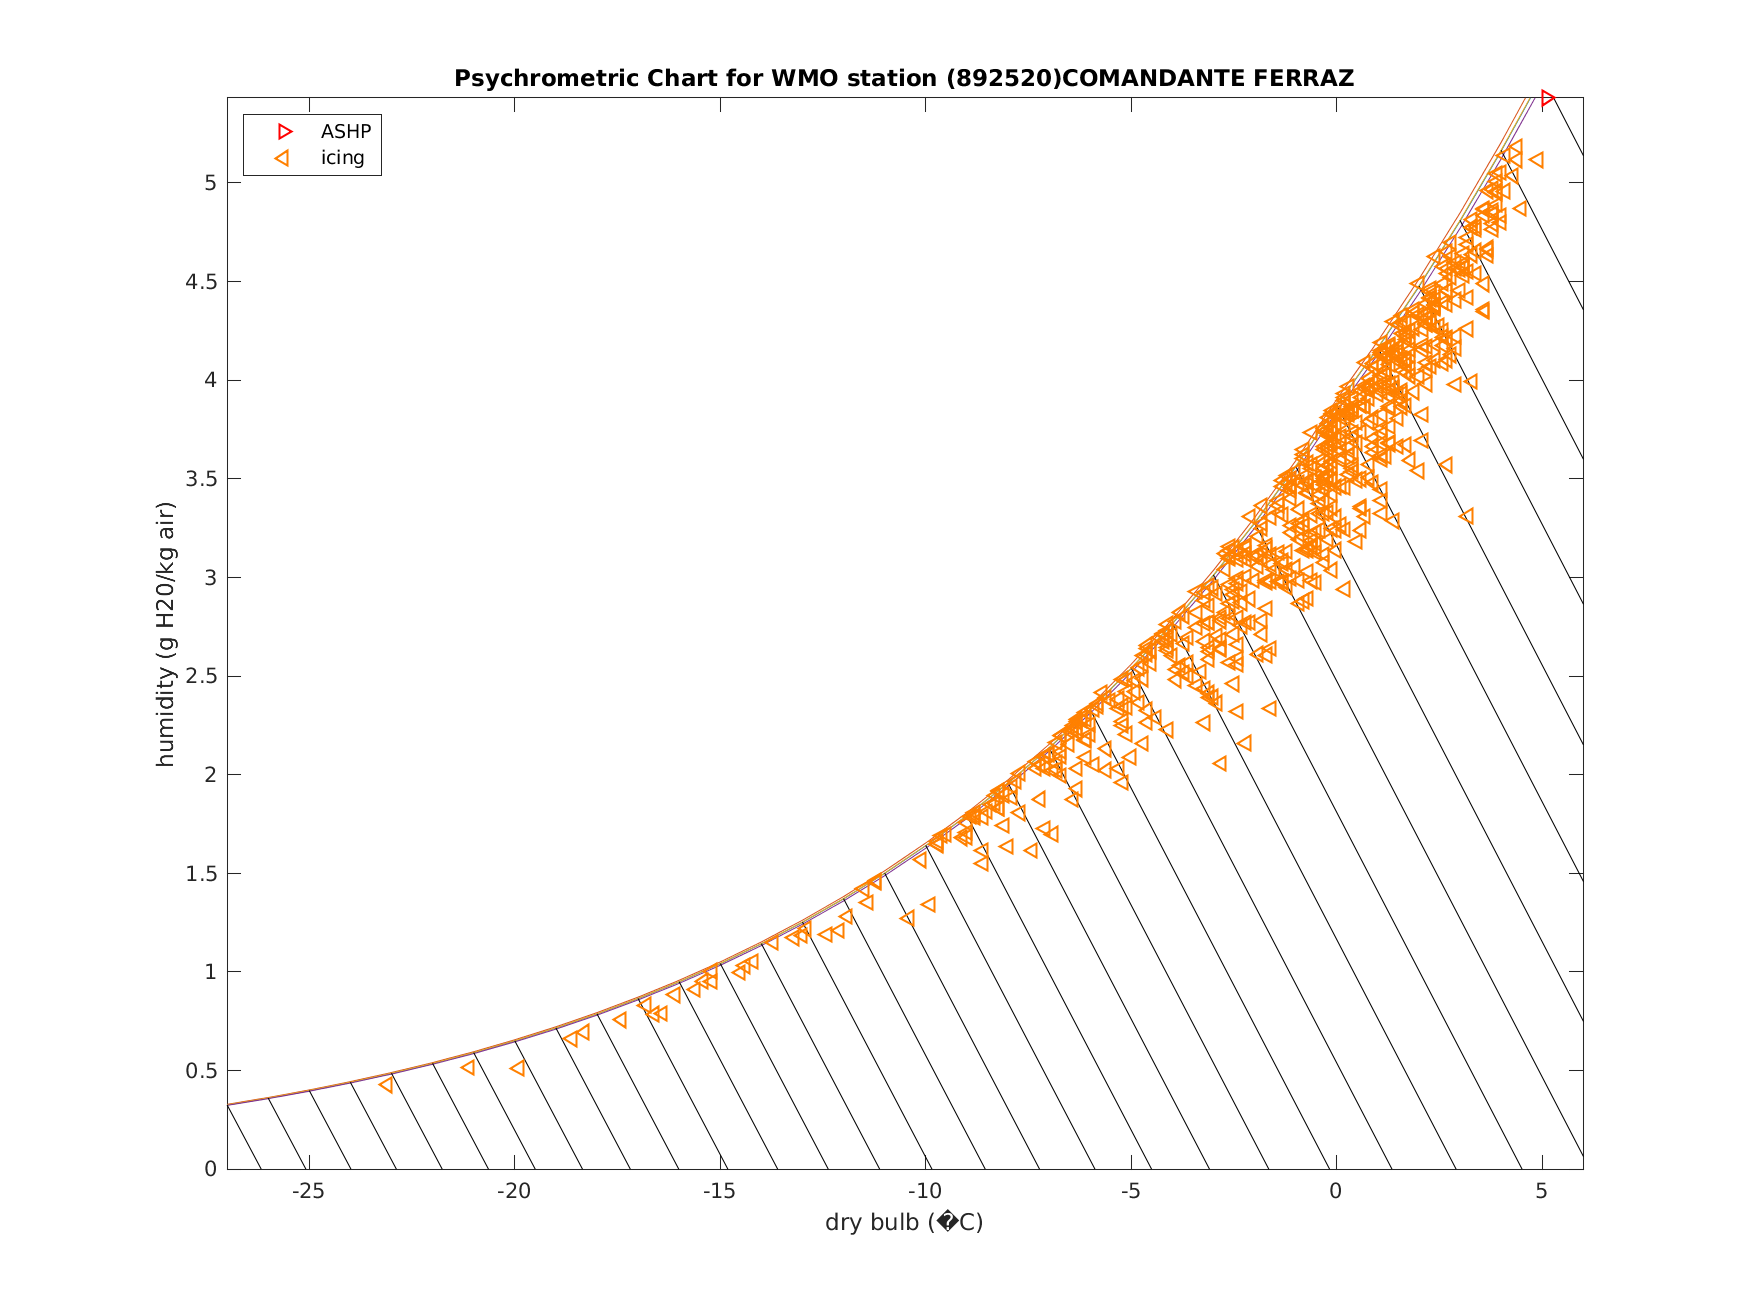 Psychrometric Chart for WMO station (892520)COMANDANTE FERRAZ
ASHP
icing
5
4.5
4
3.5
3
2.5
2
1.5
1
0.5
0
humidity (g H20/kg air)
-25 -20 -15 -10 -5 0 5
dry bulb (�C)